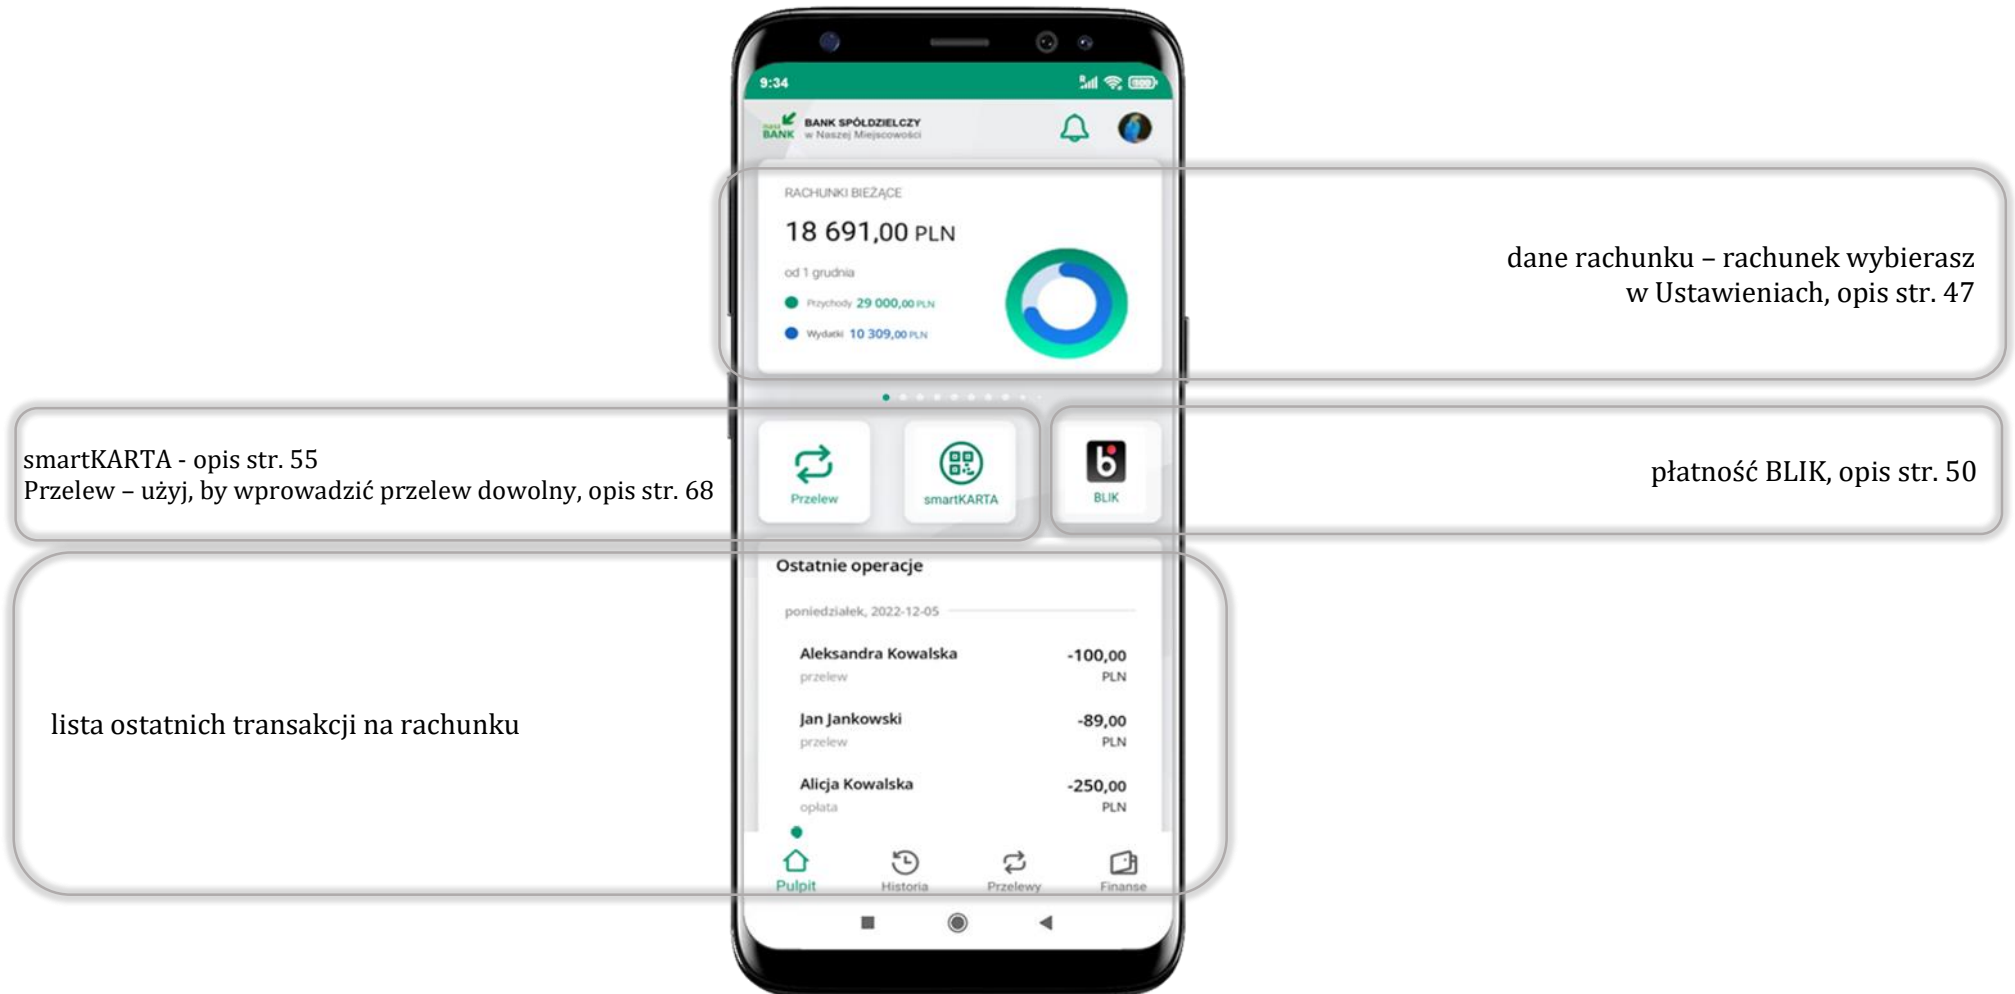 9:34
nasz
BANK
BANK SPÓŁDZIELCZY
w Naszej Miejscowości
RACHUNKI BIEŻĄCE
18 691,00 PLN
od 1 grudnia
Przychody 29 000,00 PLN
Wydatki 10 309,00 PLN
dane rachunku – rachunek wybierasz
w Ustawieniach, opis str. 47
smartKARTA - opis str. 55
Przelew – użyj, by wprowadzić przelew dowolny, opis str. 68
Przelew
smartKARTA
b
BLIK
płatność BLIK, opis str. 50
Ostatnie operacje
poniedziałek, 2022-12-05
Aleksandra Kowalska -100,00
przelew PLN
Jan Jankowski -89,00
przelew PLN
Alicja Kowalska -250,00
opłata PLN
lista ostatnich transakcji na rachunku
Pulpit Historia Przelewy Finanse